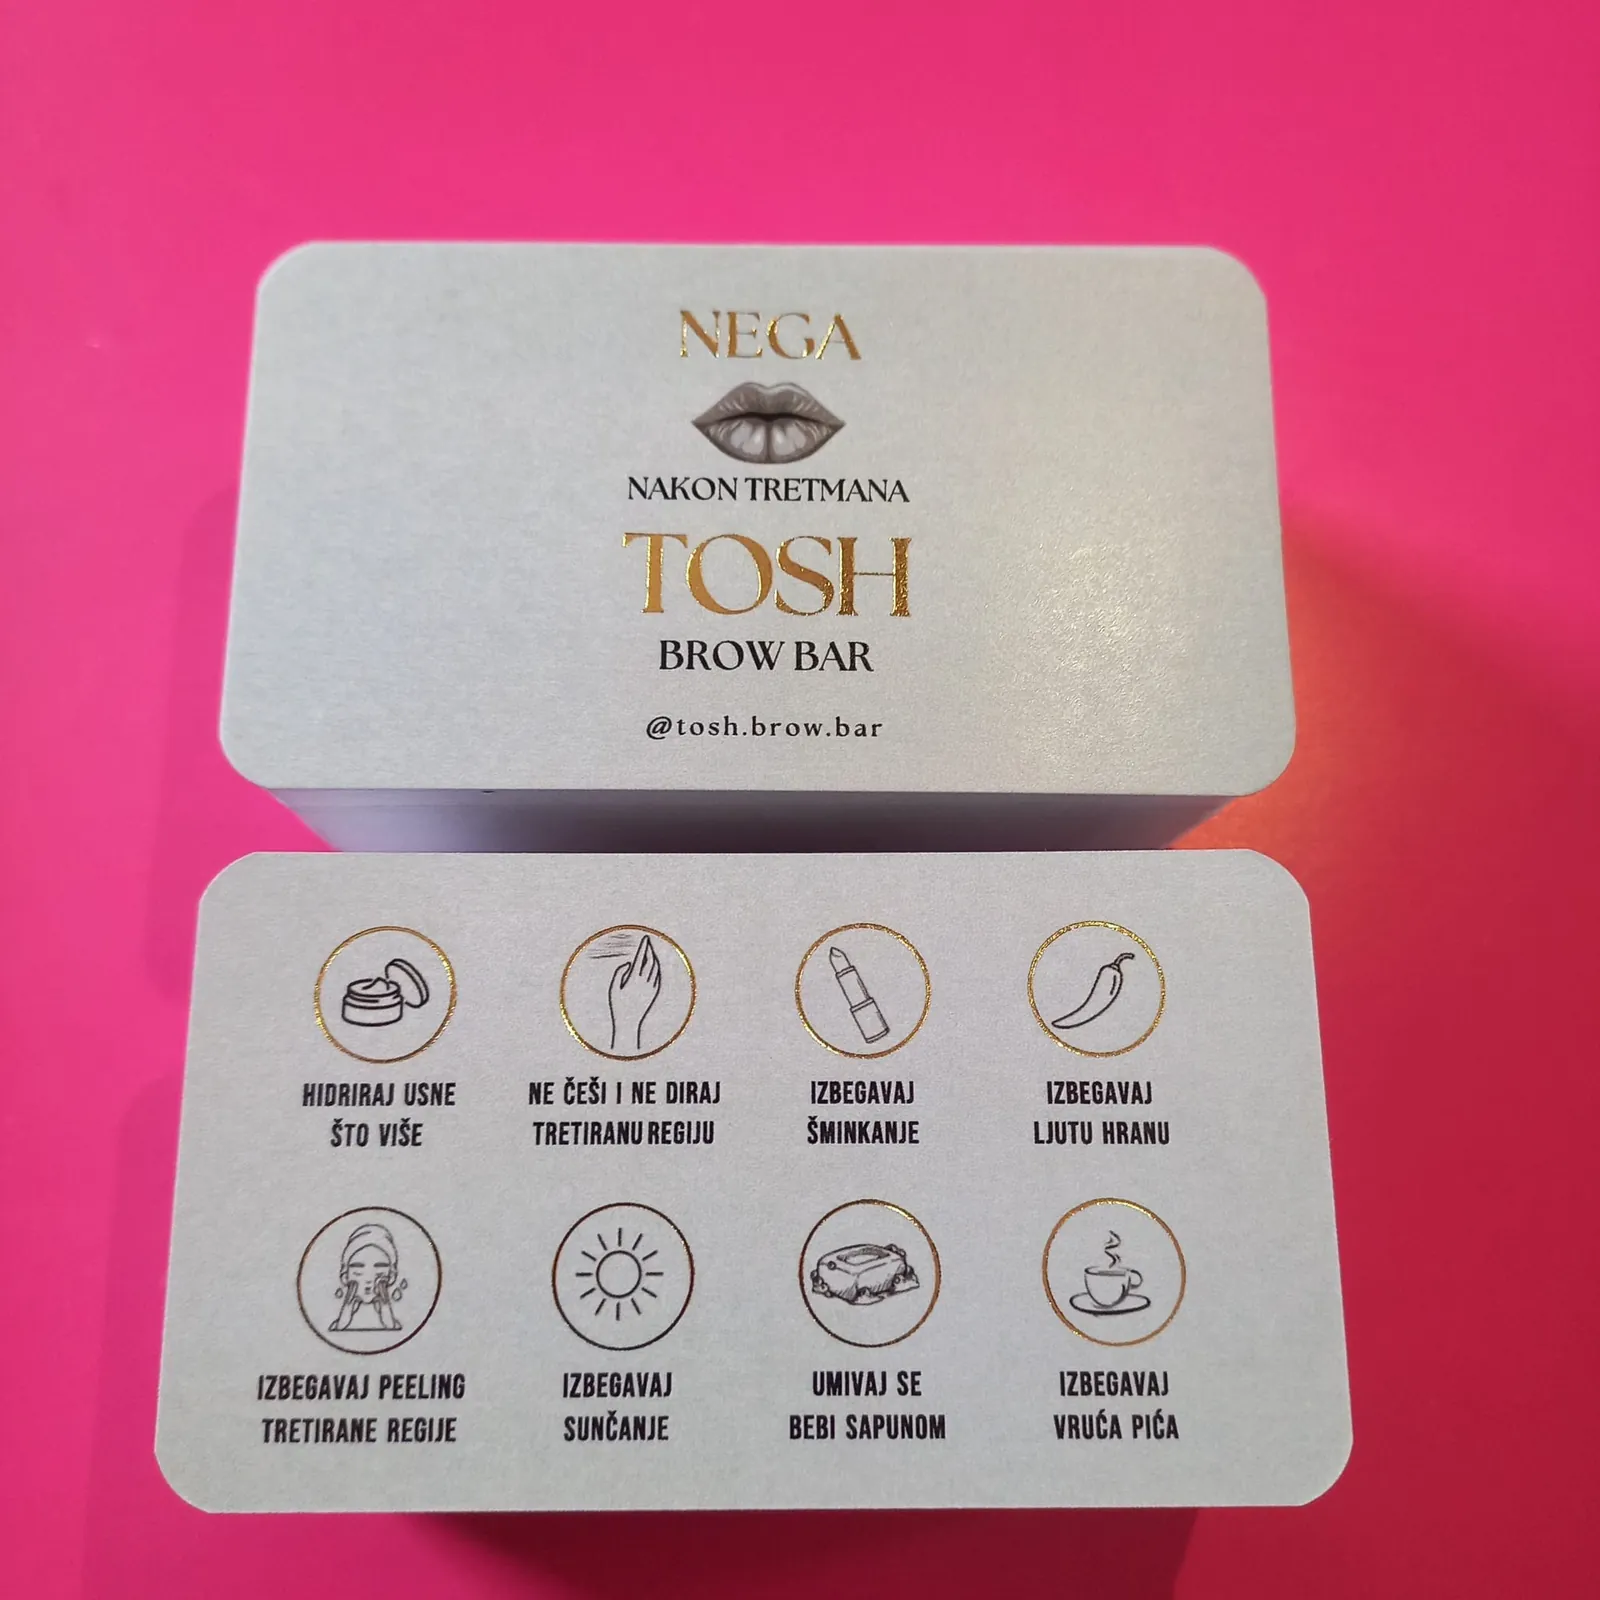 NEGA
NAKON TRETMANA
TOSH
BROW BAR
@tosh.brow.bar
HIDRIRAJ USNE
ŠTO VIŠE
NE ČEŠI I NE DIRAJ
TRETIRANU REGIJU
IZBEGAVAJ
ŠMINKANJE
IZBEGAVAJ
LJUTU HRANU
IZBEGAVAJ PEELING
TRETIRANE REGIJE
IZBEGAVAJ
SUNČANJE
UMIVAJ SE
BEBI SAPUNOM
IZBEGAVAJ
VRUĆA PIĆA